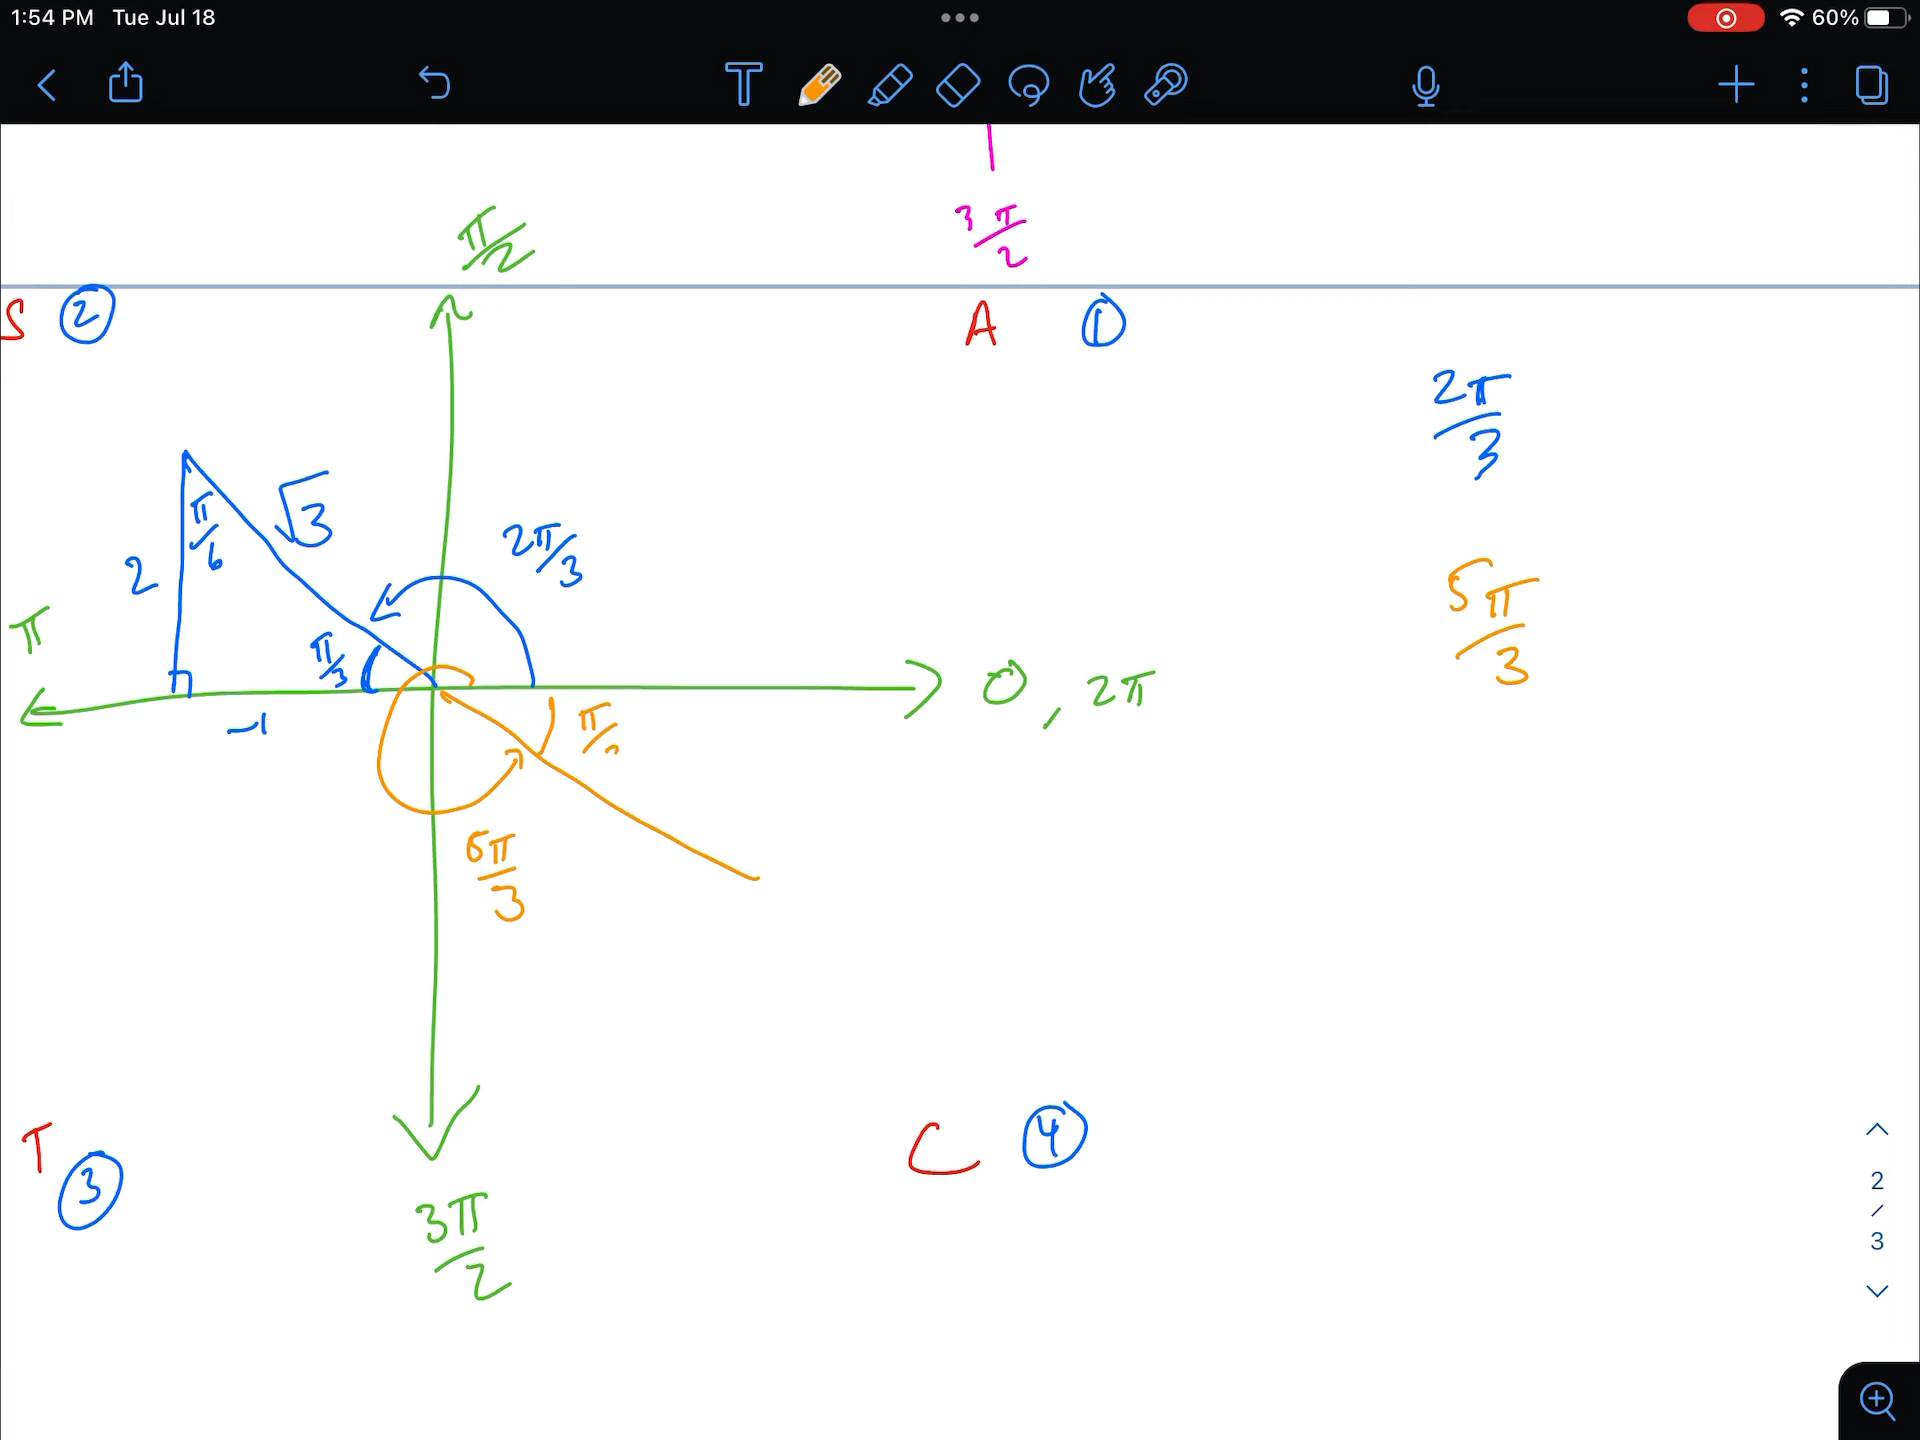 1:54 PM Tue Jul 18
60%
T
3π/2
π/2
S ② A ①
2π/3
π/6
√3
2
2π/3
5π/3
π
π/3
0, 2π
-1
π/
5π/3
T ③
C ④
3π/2
2
/
3